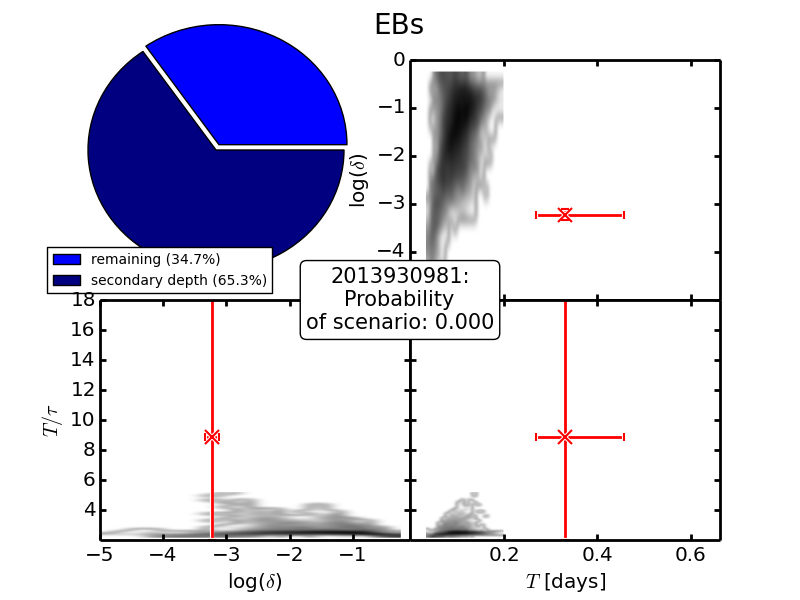 EBs
0
−1
−2
−3
−4
log(δ)
remaining (34.7%)
secondary depth (65.3%)
2013930981:
Probability
of scenario: 0.000
18
16
14
12
10
8
6
4
T/τ
−5 −4 −3 −2 −1
log(δ)
0.2 0.4 0.6
T [days]